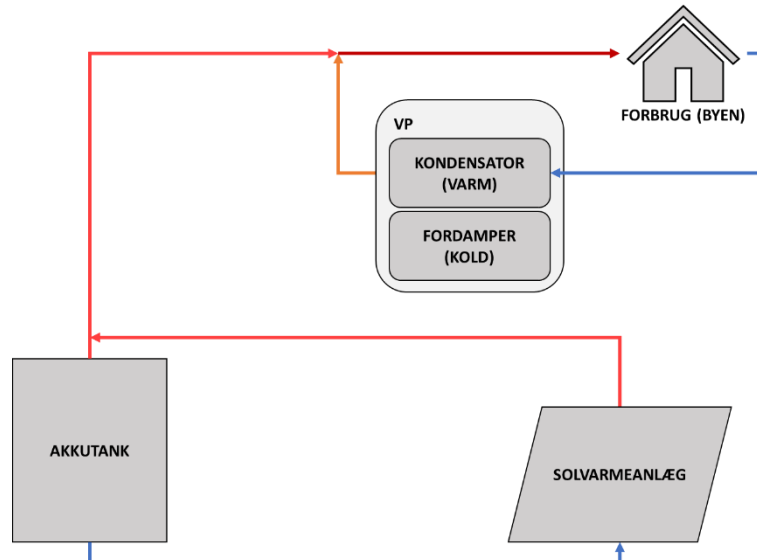 FORBRUG (BYEN)
VP
KONDENSATOR
(VARM)
FORDAMPER
(KOLD)
AKKUTANK
SOLVARMEANLÆG